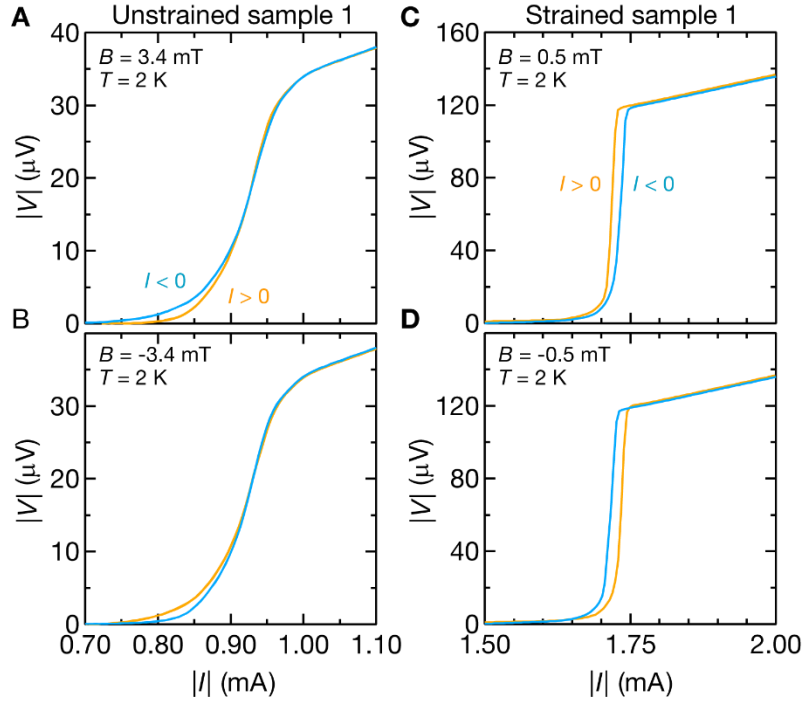 A
Unstrained sample 1
B = 3.4 mT
T = 2 K
I < 0
I > 0
40
30
20
10
0
|V| (µV)
C
Strained sample 1
B = 0.5 mT
T = 2 K
I > 0
I < 0
160
120
80
40
0
|V| (µV)
B
B = -3.4 mT
T = 2 K
30
20
10
0
|V| (µV)
0.70
0.80
0.90
1.00
1.10
|I| (mA)
D
B = -0.5 mT
T = 2 K
120
80
40
0
|V| (µV)
1.50
1.75
2.00
|I| (mA)